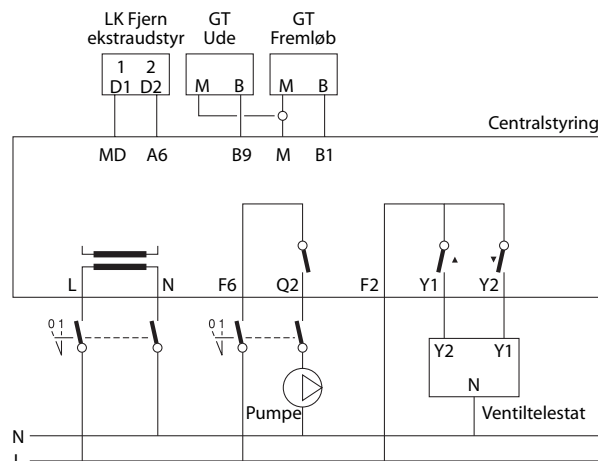 LK Fjern
ekstraudstyr
GT
Ude
GT
Fremløb
1 2
D1 D2
M B
M B
Centralstyring
MD A6 B9 M B1
L N F6 Q2 F2 Y1 Y2
0 1
0 1
Y2 Y1
N
Pumpe
Ventiltelestat
N
L